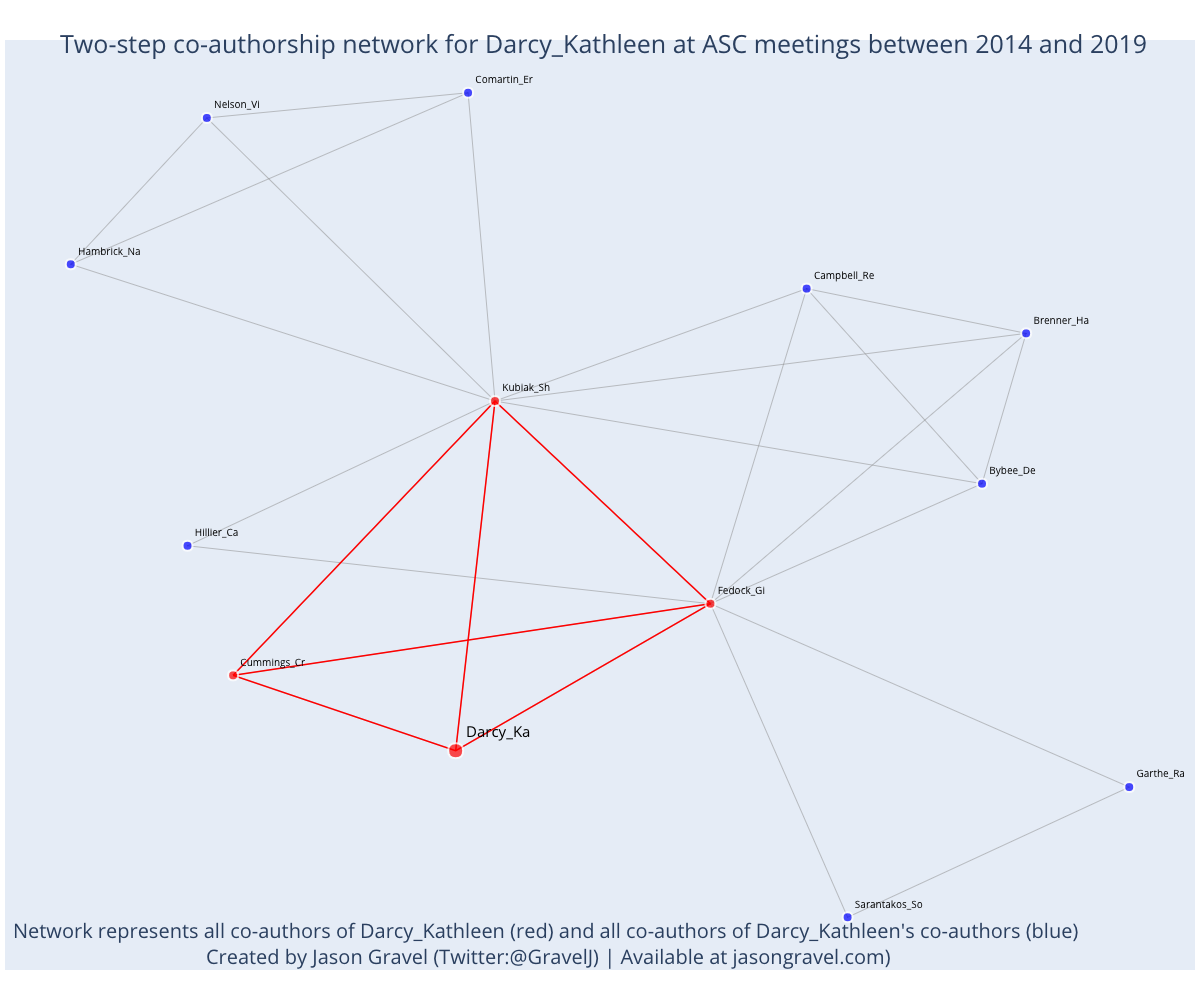 Two-step co-authorship network for Darcy_Kathleen at ASC meetings between 2014 and 2019
Comartin_Er
Nelson_Vi
Hambrick_Na
Campbell_Re
Brenner_Ha
Kubiak_Sh
Bybee_De
Hillier_Ca
Fedock_Gi
Cummings_Cr
Darcy_Ka
Garthe_Ra
Sarantakos_So
Network represents all co-authors of Darcy_Kathleen (red) and all co-authors of Darcy_Kathleen's co-authors (blue)
Created by Jason Gravel (Twitter:@GravelJ) | Available at jasongravel.com)